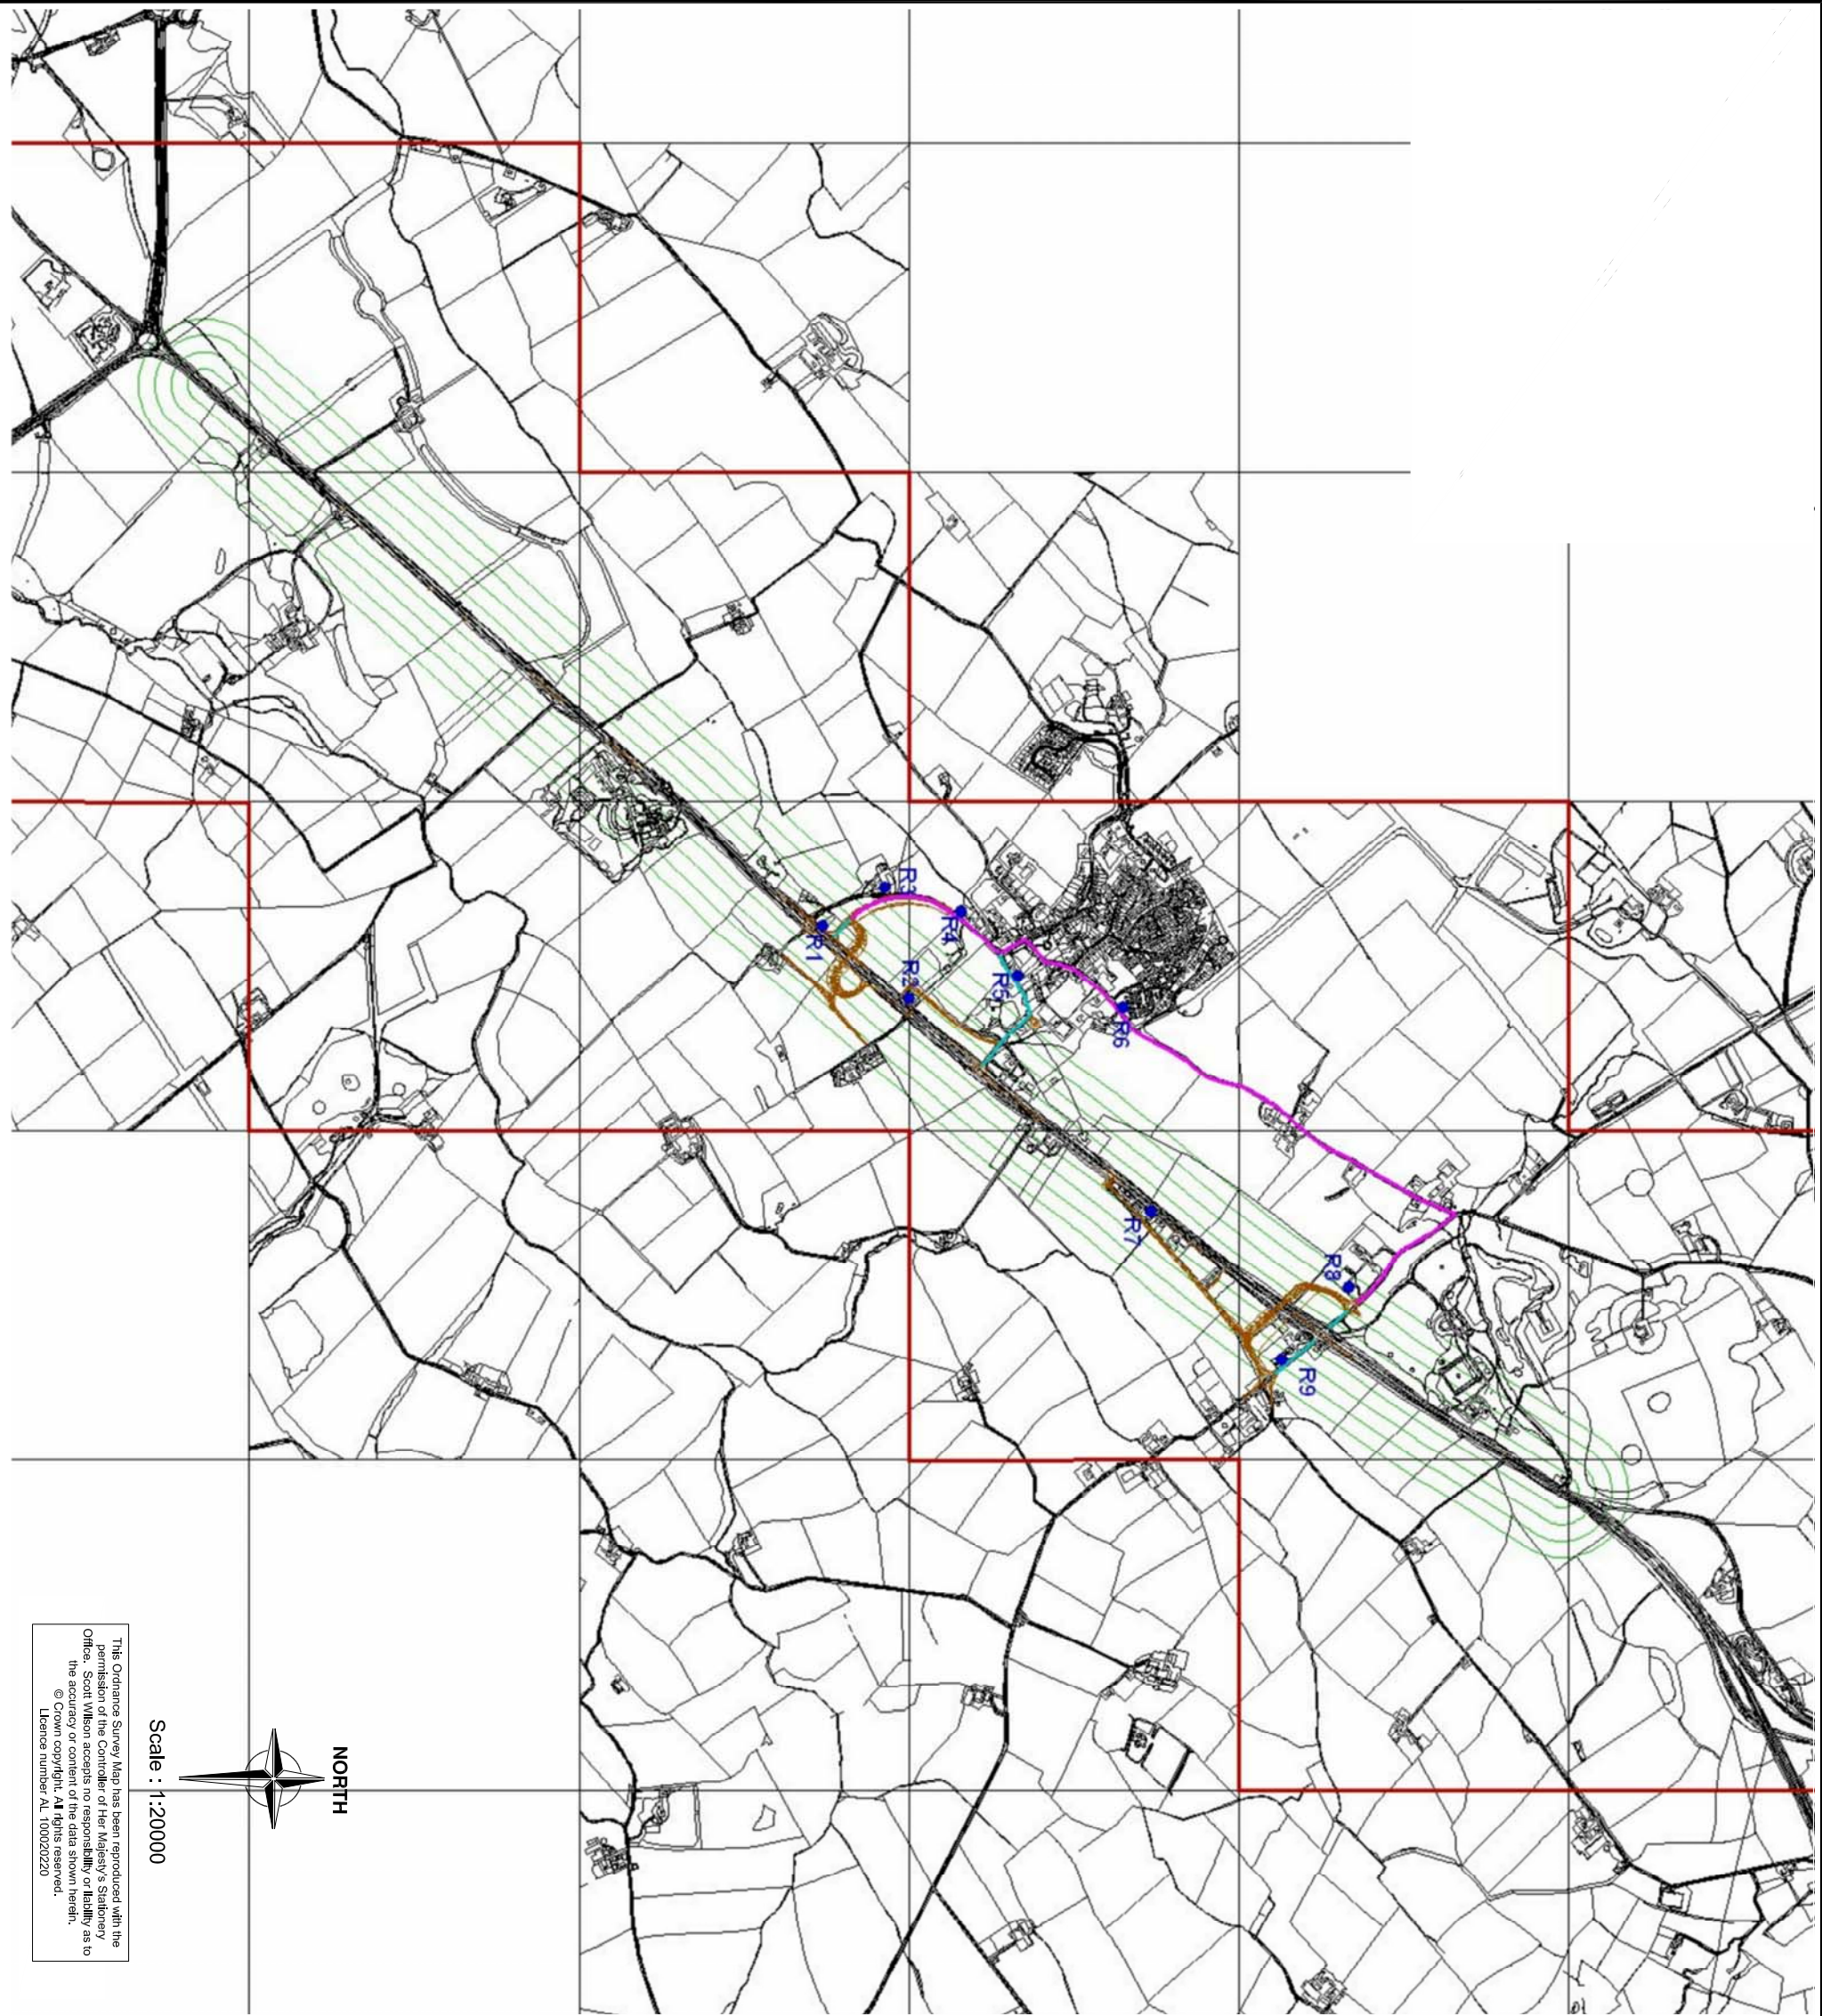 R3
R4
R1
R2
R5
R6
R7
R8
R9
NORTH
Scale : 1:20000
This Ordnance Survey Map has been reproduced with the
permission of the Controller of Her Majesty's Stationery
Office. Scott Wilson accepts no responsibility or liability as to
the accuracy or content of the data shown herein.
© Crown copyright. All rights reserved.
Licence number AL 100020220